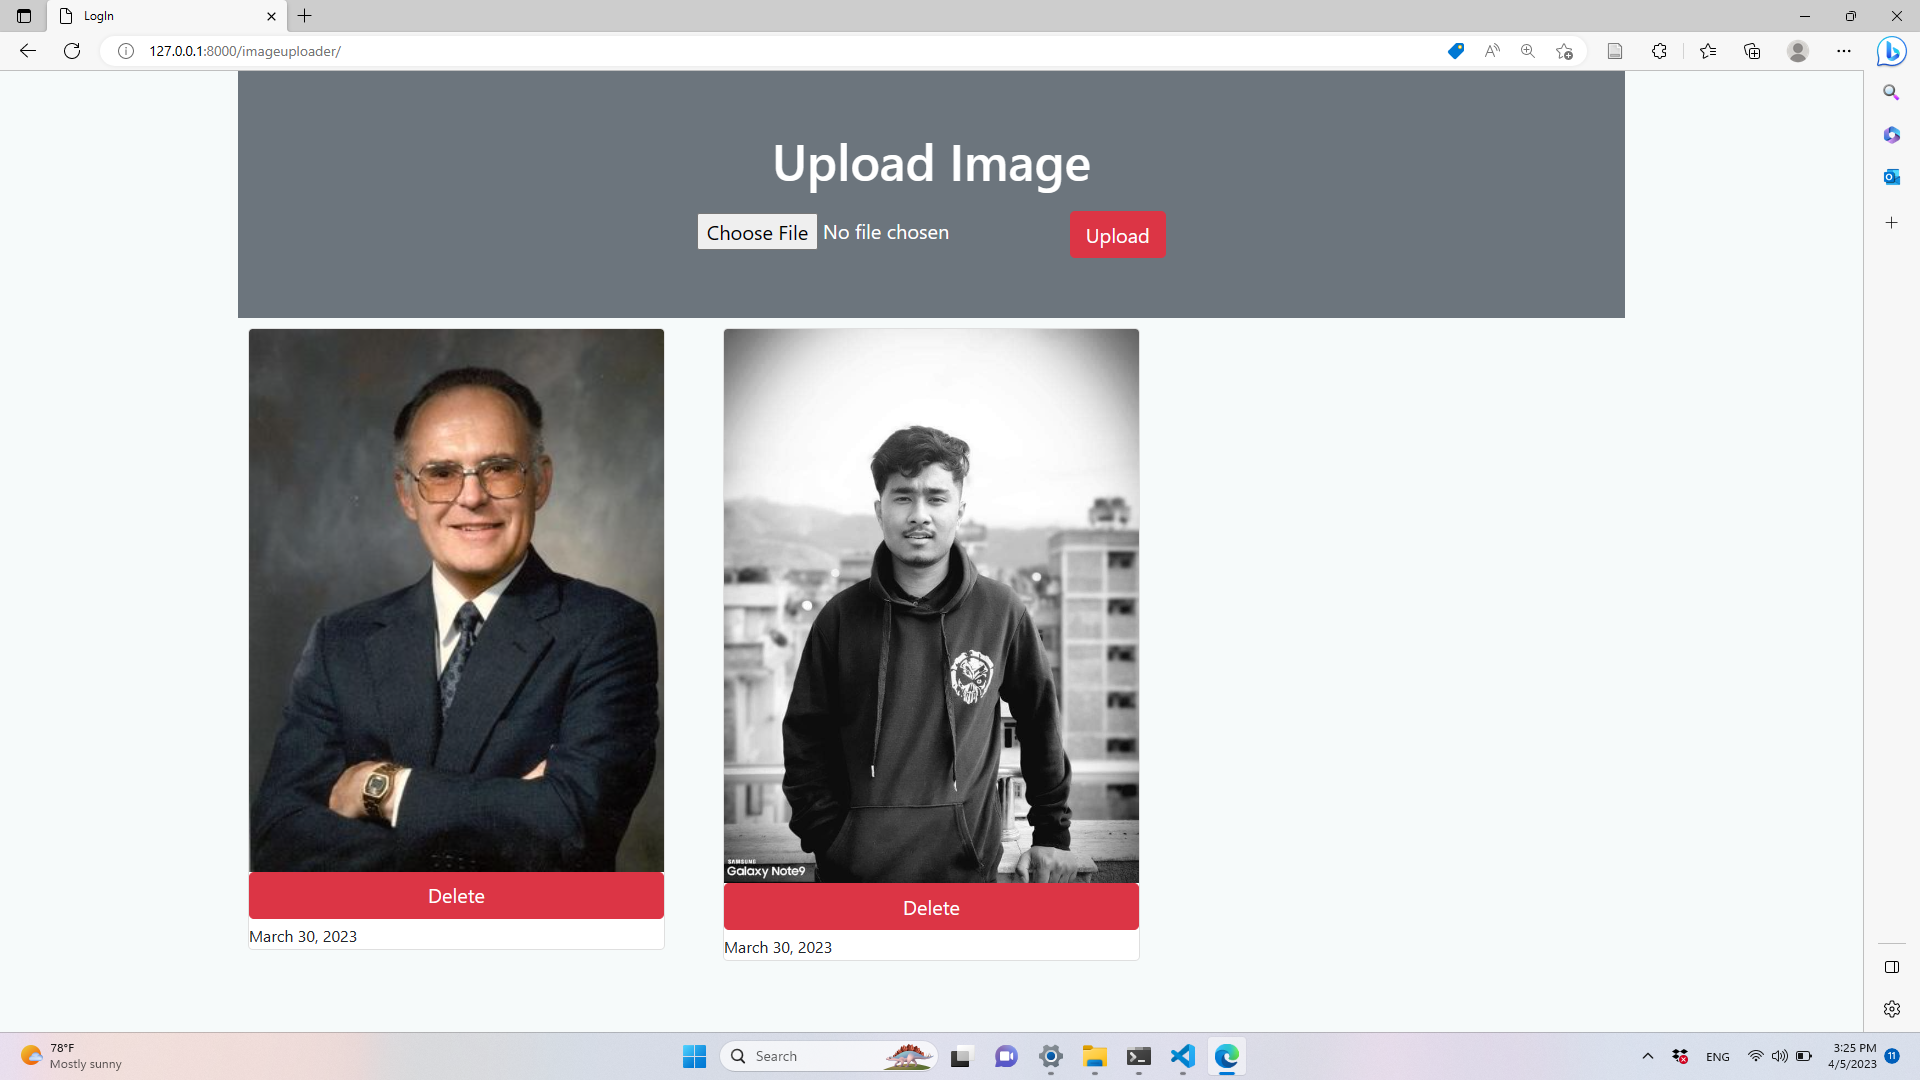 LogIn
127.0.0.1:8000/imageuploader/
Upload Image
Choose File No file chosen
Upload
SAMSUNG
Galaxy Note9
Delete
March 30, 2023
Delete
March 30, 2023
78°F
Mostly sunny
Search
ENG
3:25 PM
4/5/2023
11